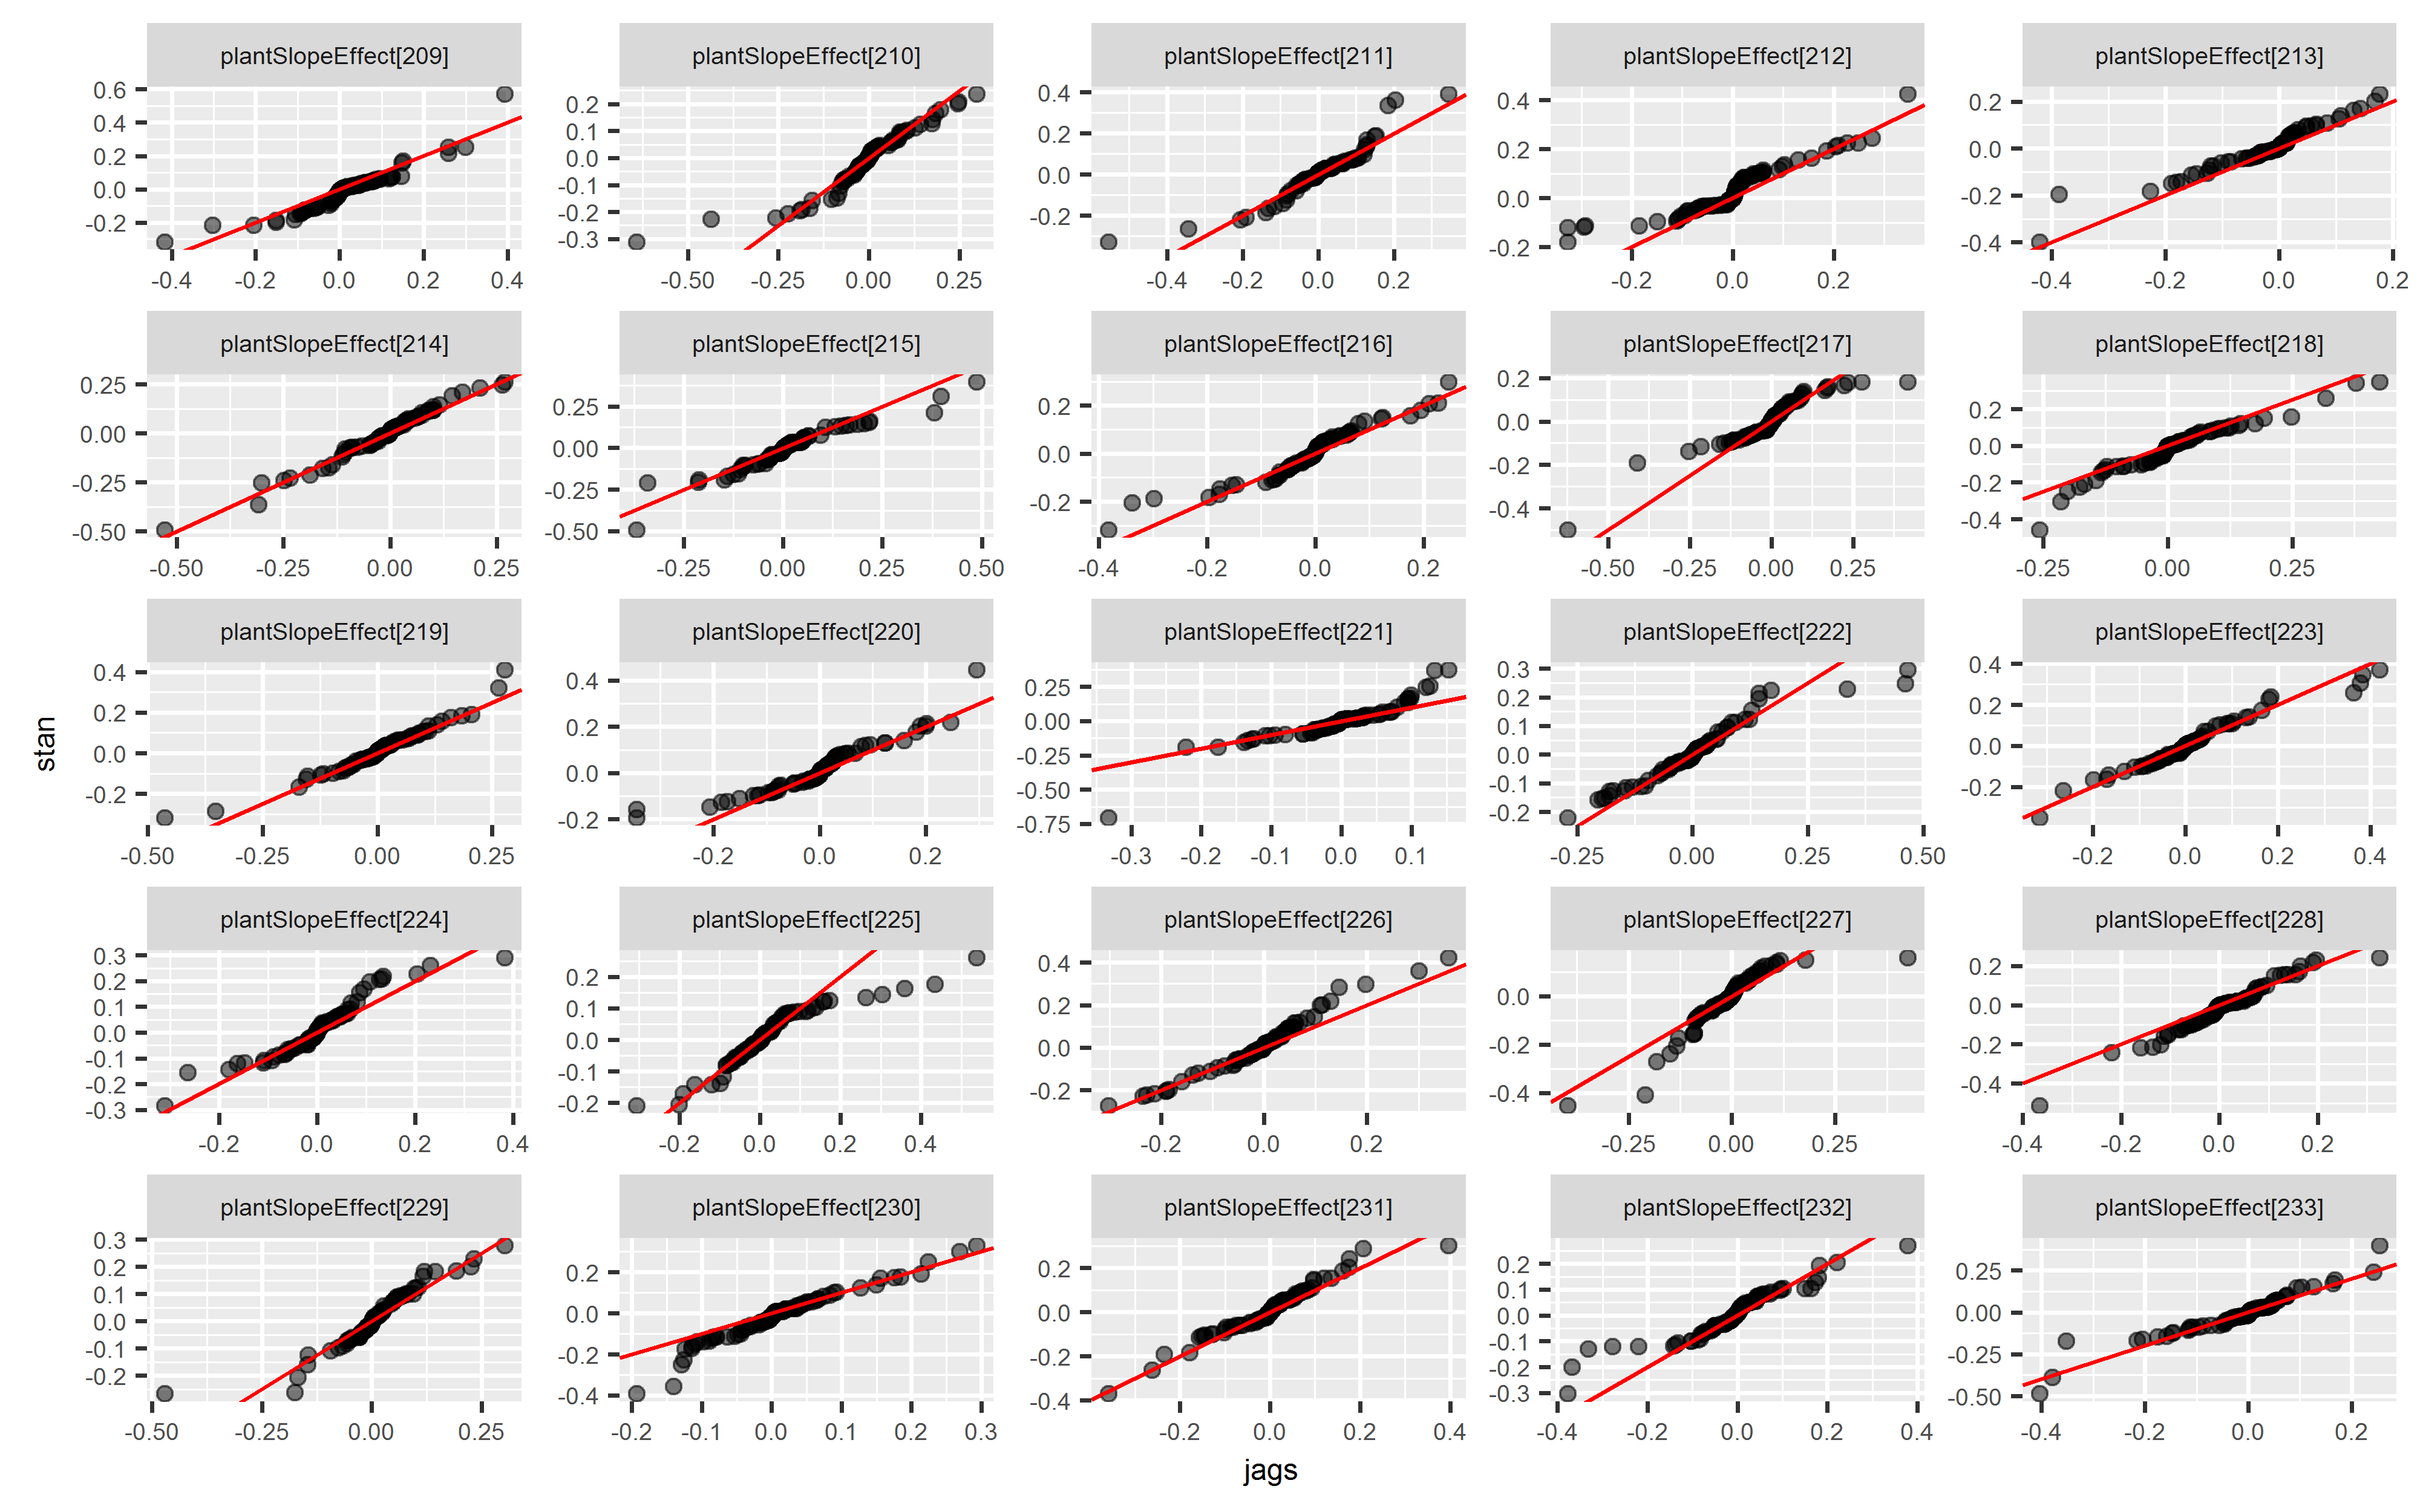 plantSlopeEffect[209] plantSlopeEffect[210] plantSlopeEffect[211] plantSlopeEffect[212] plantSlopeEffect[213]
0.6 0.4 0.2 0.0 -0.2
0.2 0.1 0.0 -0.1 -0.2 -0.3
0.4 0.2 0.0 -0.2
0.4 0.2 0.0 -0.2
0.2 0.0 -0.2 -0.4
-0.4 -0.2 0.0 0.2 0.4
-0.50 -0.25 0.00 0.25
-0.4 -0.2 0.0 0.2
-0.2 0.0 0.2
-0.4 -0.2 0.0 0.2
plantSlopeEffect[214] plantSlopeEffect[215] plantSlopeEffect[216] plantSlopeEffect[217] plantSlopeEffect[218]
0.25 0.00 -0.25 -0.50
0.25 0.00 -0.25 -0.50
0.2 0.0 -0.2
0.2 0.0 -0.2 -0.4
0.2 0.0 -0.2 -0.4
-0.50 -0.25 0.00 0.25
-0.25 0.00 0.25 0.50
-0.4 -0.2 0.0 0.2
-0.50 -0.25 0.00 0.25
-0.25 0.00 0.25
plantSlopeEffect[219] plantSlopeEffect[220] plantSlopeEffect[221] plantSlopeEffect[222] plantSlopeEffect[223]
0.4 0.2 0.0 -0.2
0.4 0.2 0.0 -0.2
0.25 0.00 -0.25 -0.50 -0.75
0.3 0.2 0.1 0.0 -0.1 -0.2
0.4 0.2 0.0 -0.2
-0.50 -0.25 0.00 0.25
-0.2 0.0 0.2
-0.3 -0.2 -0.1 0.0 0.1
-0.25 0.00 0.25 0.50
-0.2 0.0 0.2 0.4
stan
plantSlopeEffect[224] plantSlopeEffect[225] plantSlopeEffect[226] plantSlopeEffect[227] plantSlopeEffect[228]
0.3 0.2 0.1 0.0 -0.1 -0.2 -0.3
0.2 0.1 0.0 -0.1 -0.2
0.4 0.2 0.0 -0.2
0.0 -0.2 -0.4
0.2 0.0 -0.2 -0.4
-0.2 0.0 0.2 0.4
-0.2 0.0 0.2 0.4
-0.2 0.0 0.2
-0.25 0.00 0.25
-0.4 -0.2 0.0 0.2
plantSlopeEffect[229] plantSlopeEffect[230] plantSlopeEffect[231] plantSlopeEffect[232] plantSlopeEffect[233]
0.3 0.2 0.1 0.0 -0.1 -0.2
0.2 0.0 -0.2 -0.4
0.2 0.0 -0.2 -0.4
0.2 0.1 0.0 -0.1 -0.2 -0.3
0.25 0.00 -0.25 -0.50
-0.50 -0.25 0.00 0.25
-0.2 -0.1 0.0 0.1 0.2 0.3
-0.2 0.0 0.2 0.4
-0.4 -0.2 0.0 0.2 0.4
-0.4 -0.2 0.0 0.2
jags